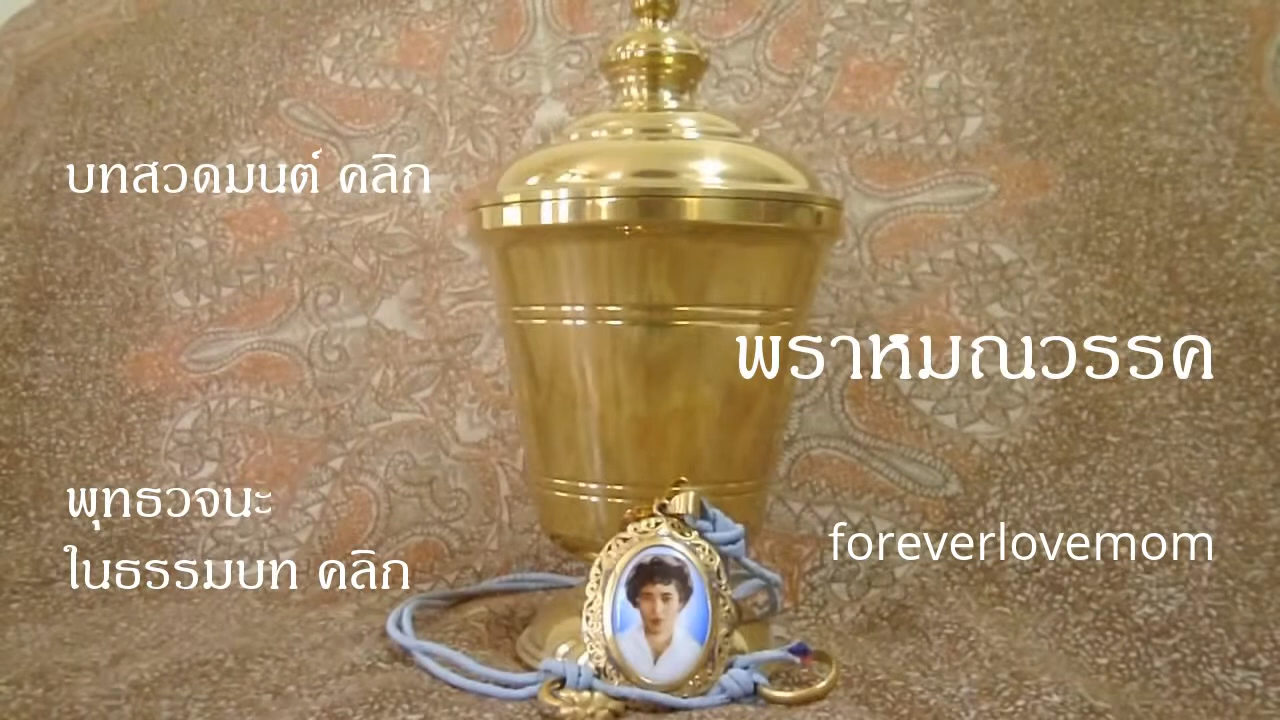 บทสวดมนต์ คลิก
พราหมณวรรค
พุทธวจนะ
ในธรรมบท คลิก
foreverlovemom